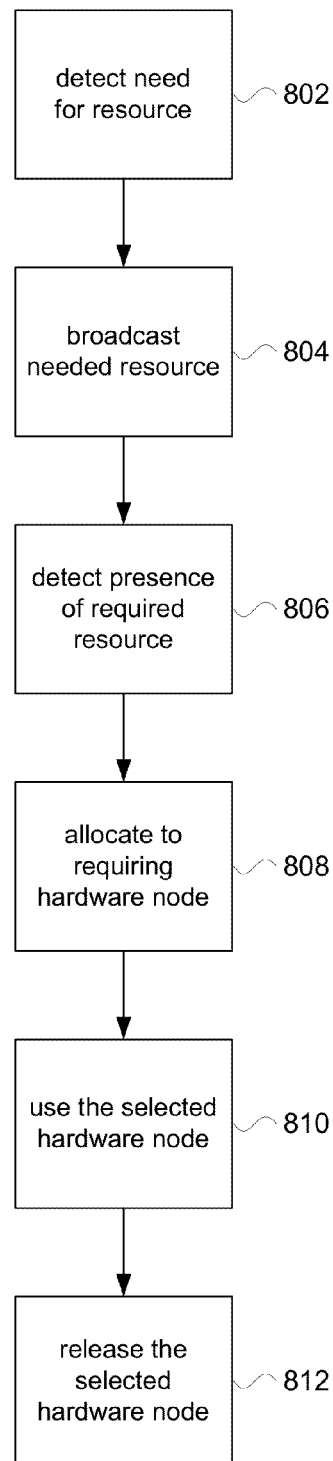 detect need
for resource
802
broadcast
needed resource
804
detect presence
of required
resource
806
allocate to
requiring
hardware node
808
use the selected
hardware node
810
release the
selected
hardware node
812